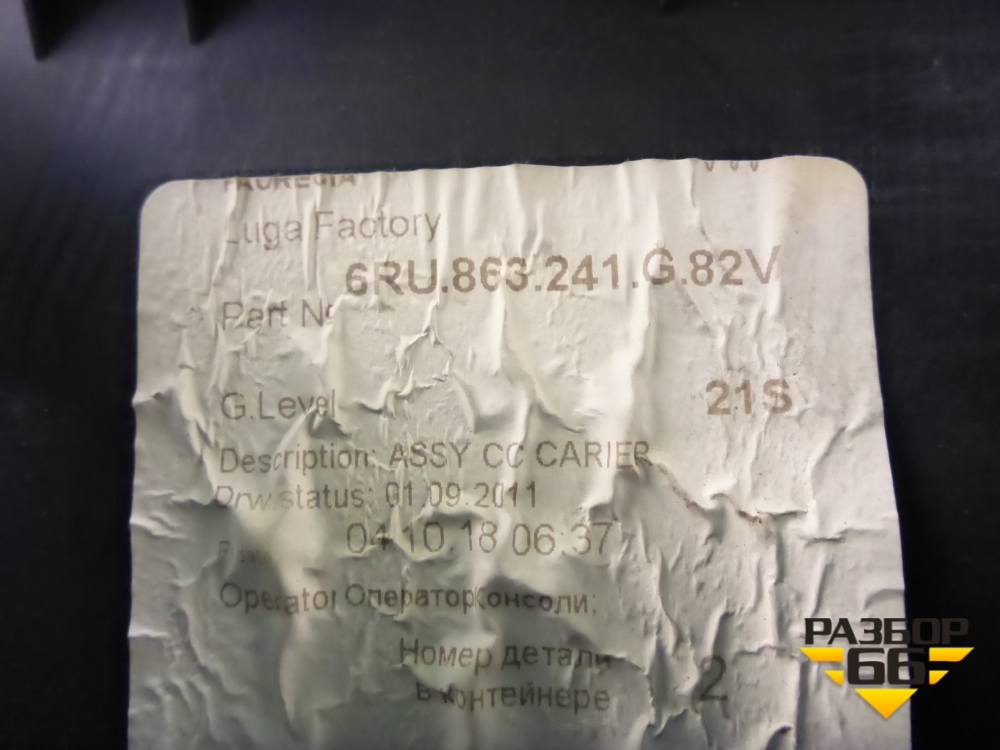 FAURECIA
Luga Factory
6RU.863.241.G.82V
Part №
G.Level
21S
Description: ASSY CC CARIER
Drw status: 01.09.2011
04.10.18 06:37
Operator Оператор Консоли:
Номер детали
в контейнере
2
РАЗБОР
66